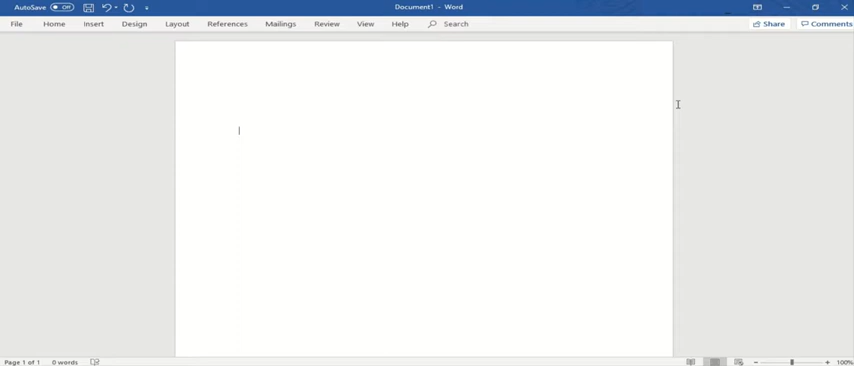 AutoSave Off Document1 - Word
File Home Insert Design Layout References Mailings Review View Help Search Share Comments
Page 1 of 1 0 words 100%